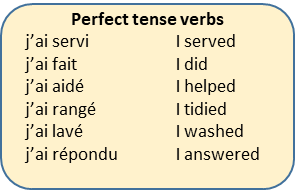 Perfect tense verbs
j’ai servi I served
j’ai fait I did
j’ai aidé I helped
j’ai rangé I tidied
j’ai lavé I washed
j’ai répondu I answered